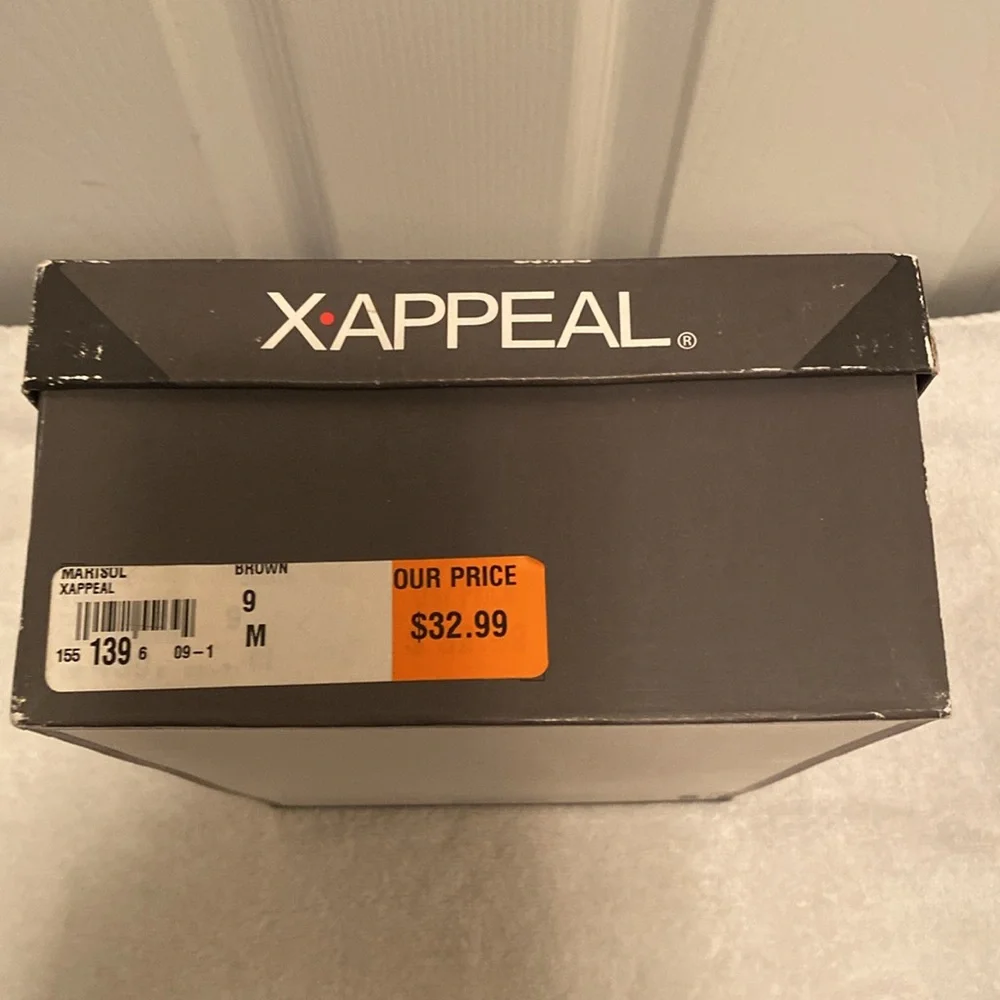 X•APPEAL®
MARISOL BROWN
XAPPEAL 9
M
155 139 6 09-1
OUR PRICE
$32.99